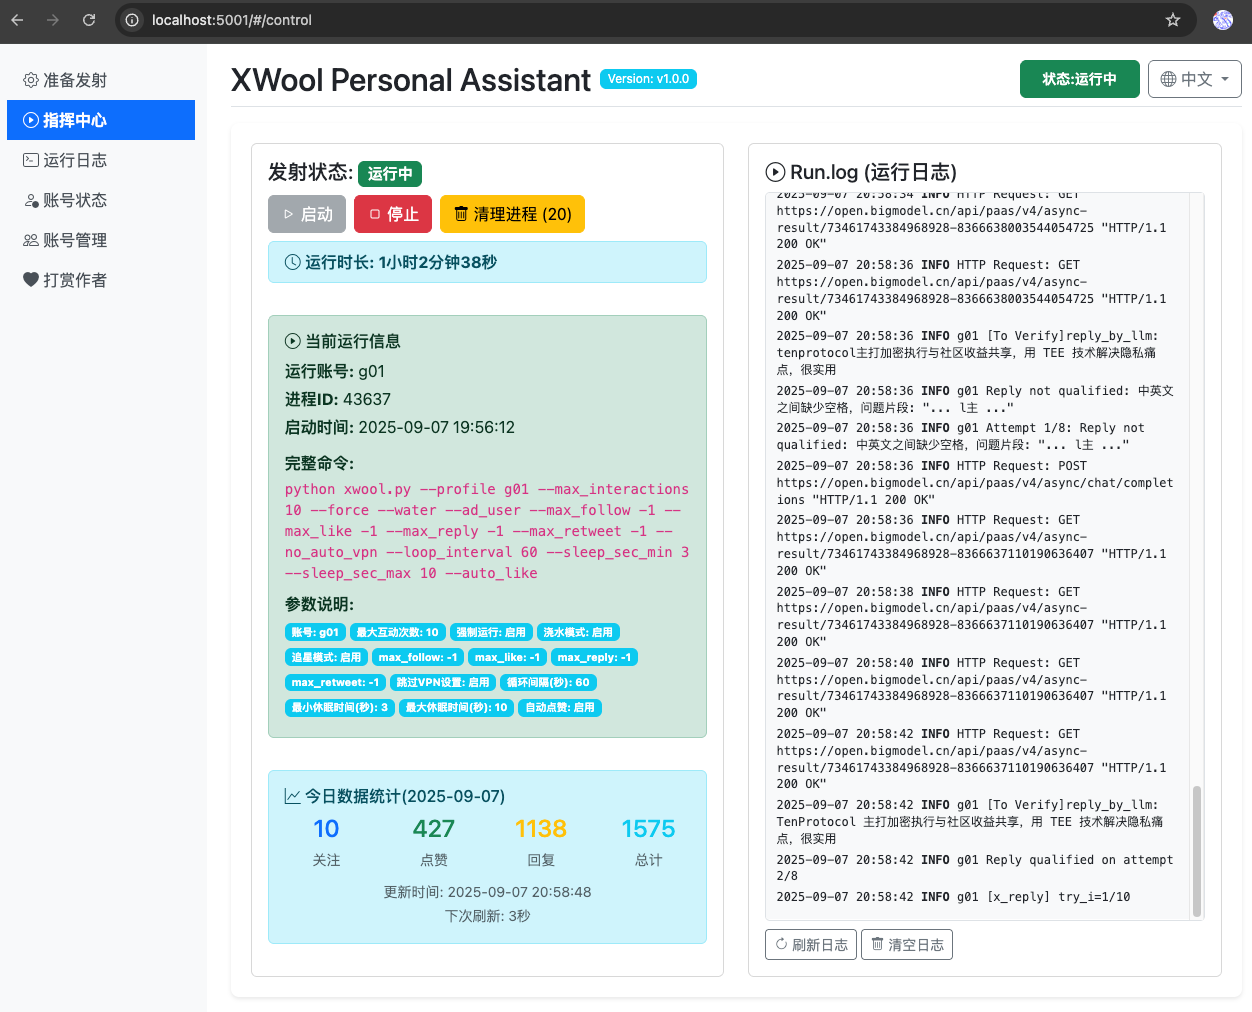 localhost:5001/#/control
准备发射
指挥中心
运行日志
账号状态
账号管理
打赏作者
XWool Personal Assistant
Version: v1.0.0
状态:运行中
中文
发射状态: 运行中
启动
停止
清理进程 (20)
运行时长: 1小时2分钟38秒
当前运行信息
运行账号: g01
进程ID: 43637
启动时间: 2025-09-07 19:56:12
完整命令:
python xwool.py --profile g01 --max_interactions
10 --force --water --ad_user --max_follow -1 --
max_like -1 --max_reply -1 --max_retweet -1 --
no_auto_vpn --loop_interval 60 --sleep_sec_min 3
--sleep_sec_max 10 --auto_like
参数说明:
账号: g01 最大互动次数: 10 强制运行: 启用 浇水模式: 启用
追星模式: 启用 max_follow: -1 max_like: -1 max_reply: -1
max_retweet: -1 跳过VPN设置: 启用 循环间隔(秒): 60
最小休眠时间(秒): 3 最大休眠时间(秒): 10 自动点赞: 启用
今日数据统计(2025-09-07)
10 427 1138 1575
关注 点赞 回复 总计
更新时间: 2025-09-07 20:58:48
下次刷新: 3秒
Run.log (运行日志)
2025-09-07 20:58:34 INFO HTTP Request: GET
https://open.bigmodel.cn/api/paas/v4/async-
result/73461743384968928-8366638003544054725 "HTTP/1.1
200 OK"
2025-09-07 20:58:36 INFO HTTP Request: GET
https://open.bigmodel.cn/api/paas/v4/async-
result/73461743384968928-8366638003544054725 "HTTP/1.1
200 OK"
2025-09-07 20:58:36 INFO g01 [To Verify]reply_by_llm:
tenprotocol主打加密执行与社区收益共享，用 TEE 技术解决隐私痛
点，很实用
2025-09-07 20:58:36 INFO g01 Reply not qualified: 中英文
之间缺少空格，问题片段: "... l主 ..."
2025-09-07 20:58:36 INFO g01 Attempt 1/8: Reply not
qualified: 中英文之间缺少空格，问题片段: "... l主 ..."
2025-09-07 20:58:36 INFO HTTP Request: POST
https://open.bigmodel.cn/api/paas/v4/async/chat/complet
ions "HTTP/1.1 200 OK"
2025-09-07 20:58:36 INFO HTTP Request: GET
https://open.bigmodel.cn/api/paas/v4/async-
result/73461743384968928-8366637110190636407 "HTTP/1.1
200 OK"
2025-09-07 20:58:38 INFO HTTP Request: GET
https://open.bigmodel.cn/api/paas/v4/async-
result/73461743384968928-8366637110190636407 "HTTP/1.1
200 OK"
2025-09-07 20:58:40 INFO HTTP Request: GET
https://open.bigmodel.cn/api/paas/v4/async-
result/73461743384968928-8366637110190636407 "HTTP/1.1
200 OK"
2025-09-07 20:58:42 INFO HTTP Request: GET
https://open.bigmodel.cn/api/paas/v4/async-
result/73461743384968928-8366637110190636407 "HTTP/1.1
200 OK"
2025-09-07 20:58:42 INFO g01 [To Verify]reply_by_llm:
TenProtocol 主打加密执行与社区收益共享，用 TEE 技术解决隐私痛
点，很实用
2025-09-07 20:58:42 INFO g01 Reply qualified on attempt
2/8
2025-09-07 20:58:42 INFO g01 [x_reply] try_i=1/10
刷新日志 清空日志